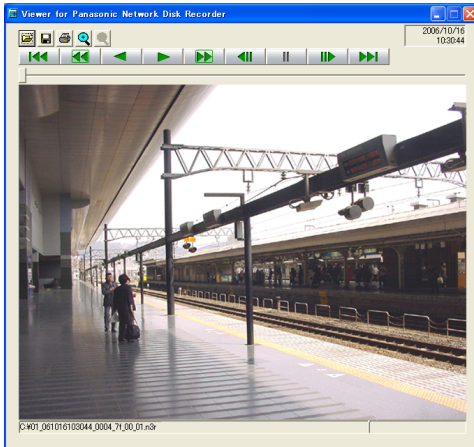 Viewer for Panasonic Network Disk Recorder
2006/10/16
10:30:44
C:¥01_061016103044_0004_7f_00_01.n3r